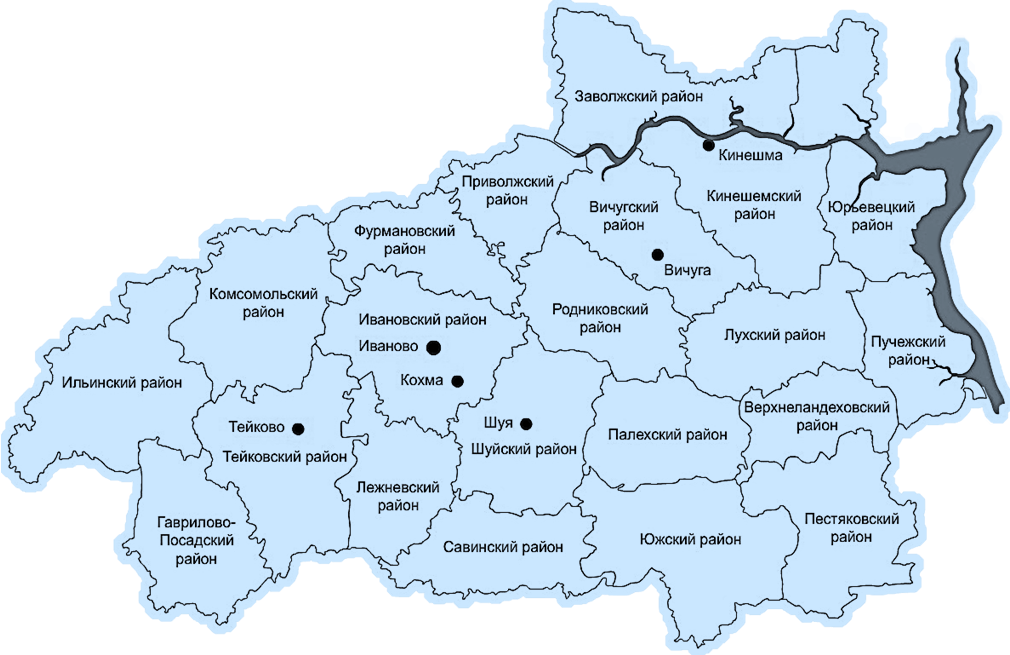 Заволжский район
Кинешма
Приволжский
район
Вичугский
район
Кинешемский
район
Юрьевецкий
район
Фурмановский
район
Вичуга
Комсомольский
район
Ивановский район
Иваново
Кохма
Родниковский
район
Лухский район
Пучежский
район
Ильинский район
Тейково
Тейковский район
Шуя
Шуйский район
Палехский район
Верхнеландеховский
район
Лежневский
район
Гаврилово-
Посадский
район
Савинский район
Южский район
Пестяковский
район